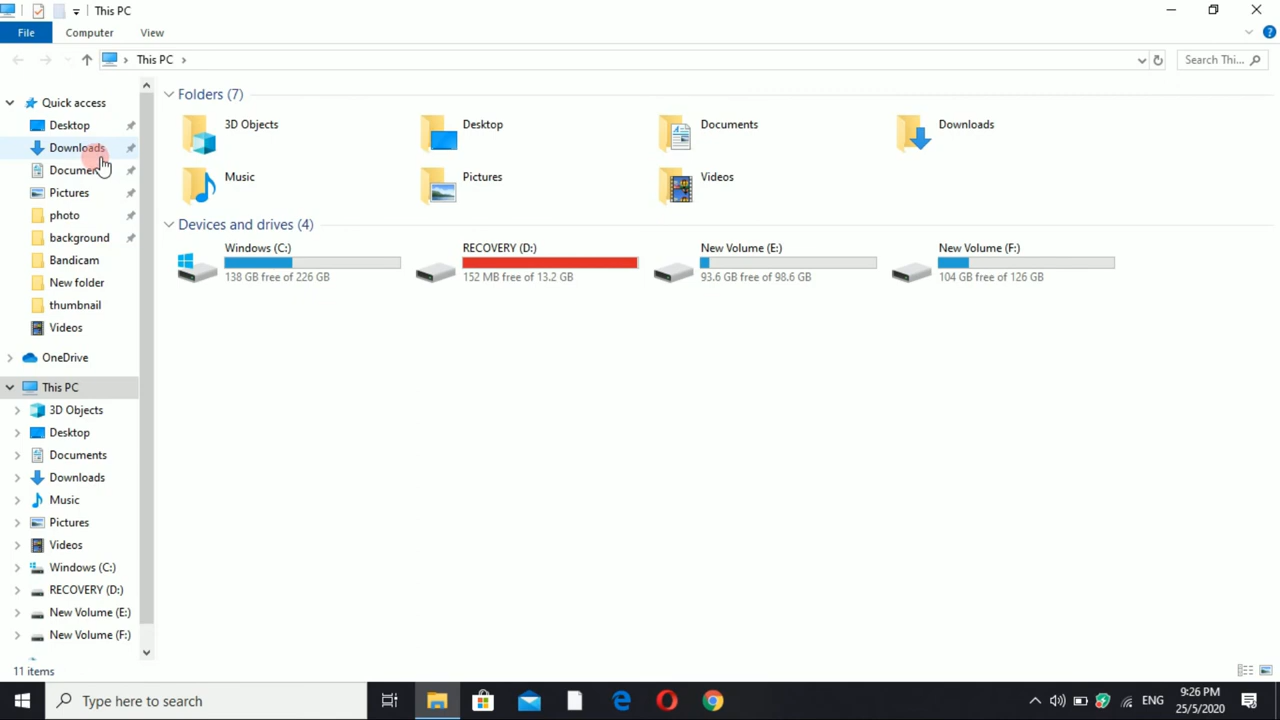 This PC
File
Computer
View
This PC
Search Thi...
Quick access
Desktop
Downloads
Pictures
photo
background
Bandicam
New folder
thumbnail
Videos
OneDrive
This PC
3D Objects
Desktop
Documents
Downloads
Music
Pictures
Videos
Windows (C:)
RECOVERY (D:)
New Volume (E:)
New Volume (F:)
Folders (7)
3D Objects
Desktop
Documents
Downloads
Music
Pictures
Videos
Devices and drives (4)
Windows (C:)
138 GB free of 226 GB
RECOVERY (D:)
152 MB free of 13.2 GB
New Volume (E:)
93.6 GB free of 98.6 GB
New Volume (F:)
104 GB free of 126 GB
11 items
Type here to search
ENG
9:26 PM
25/5/2020